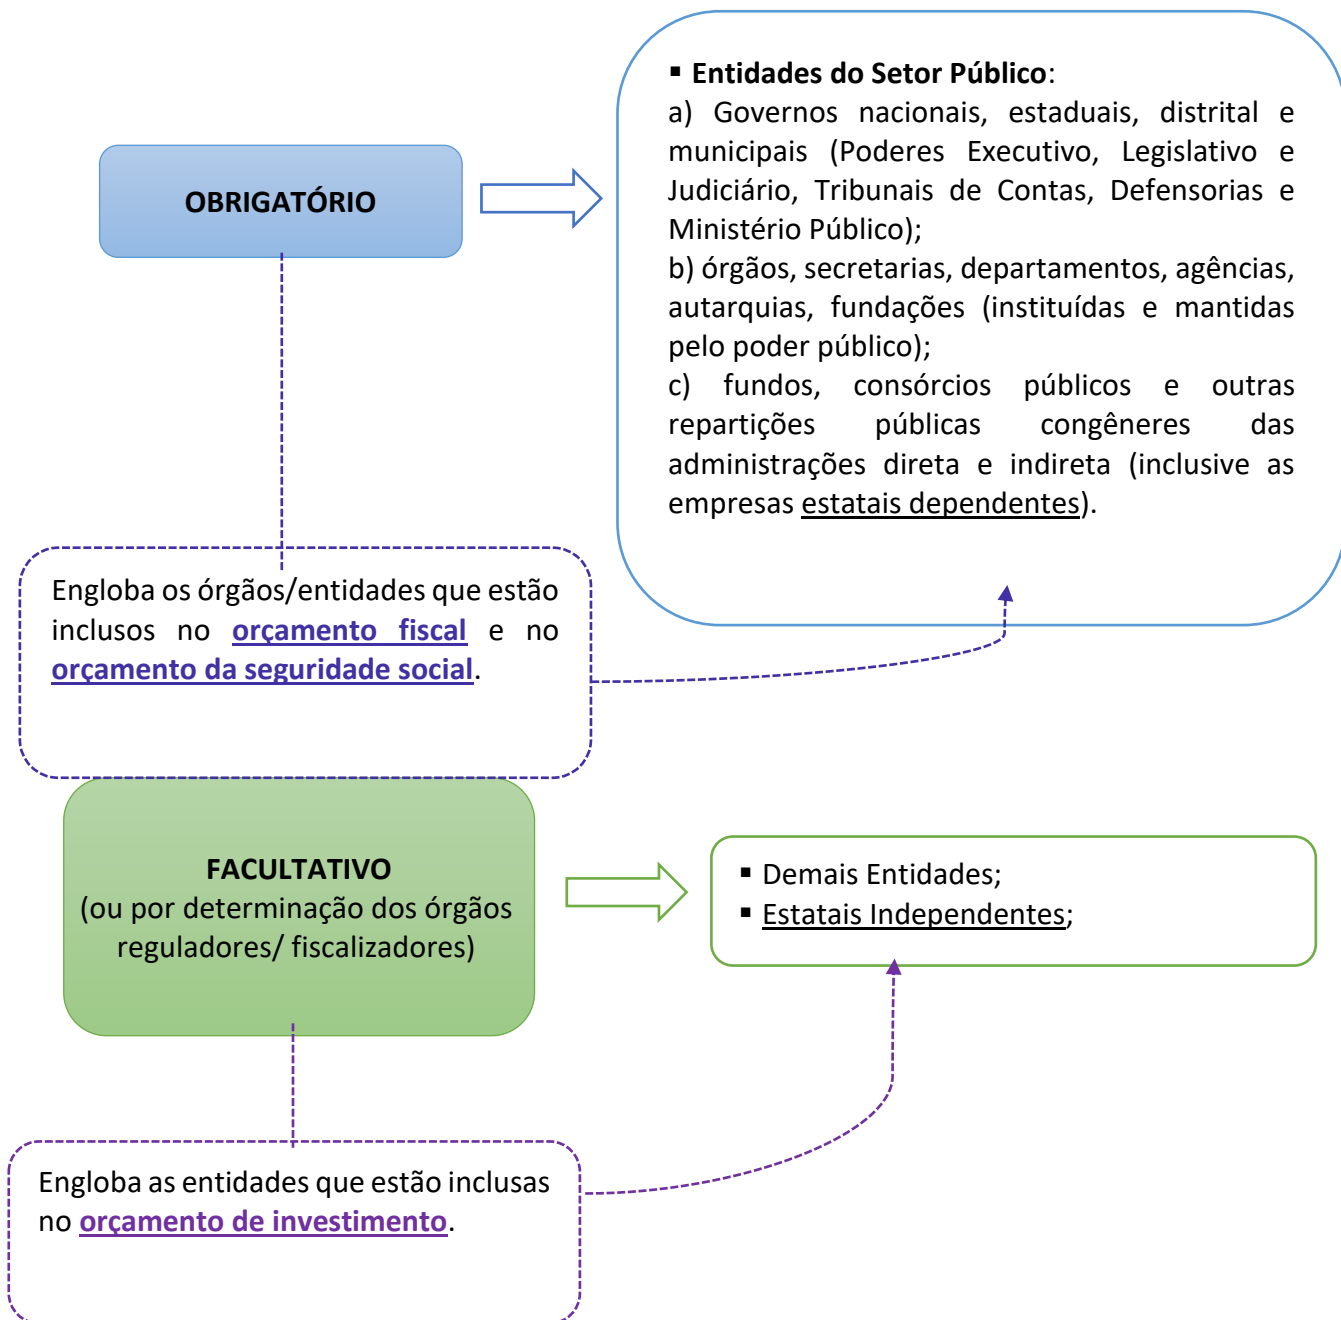 OBRIGATÓRIO
▪ Entidades do Setor Público:
a) Governos nacionais, estaduais, distrital e
municipais (Poderes Executivo, Legislativo e
Judiciário, Tribunais de Contas, Defensorias e
Ministério Público);
b) órgãos, secretarias, departamentos, agências,
autarquias, fundações (instituídas e mantidas
pelo poder público);
c) fundos, consórcios públicos e outras
repartições públicas congêneres das
administrações direta e indireta (inclusive as
empresas estatais dependentes).
Engloba os órgãos/entidades que estão
inclusos no orçamento fiscal e no
orçamento da seguridade social.
FACULTATIVO
(ou por determinação dos órgãos
reguladores/ fiscalizadores)
▪ Demais Entidades;
▪ Estatais Independentes;
Engloba as entidades que estão inclusas
no orçamento de investimento.